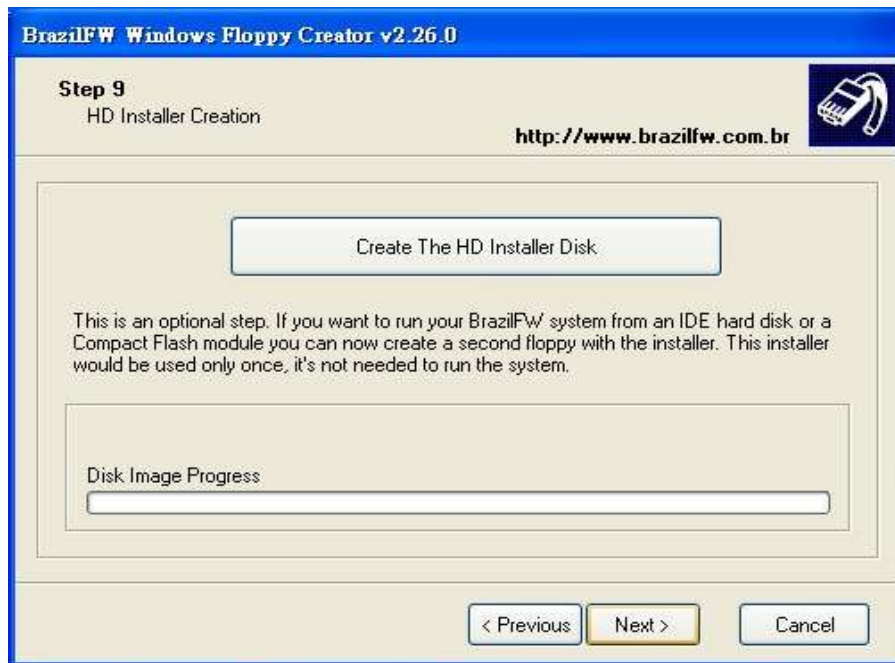 BrazilFW Windows Floppy Creator v2.26.0
Step 9
HD Installer Creation
http://www.brazilfw.com.br
Create The HD Installer Disk
This is an optional step. If you want to run your BrazilFW system from an IDE hard disk or a
Compact Flash module you can now create a second floppy with the installer. This installer
would be used only once, it's not needed to run the system.
Disk Image Progress
< Previous
Next >
Cancel